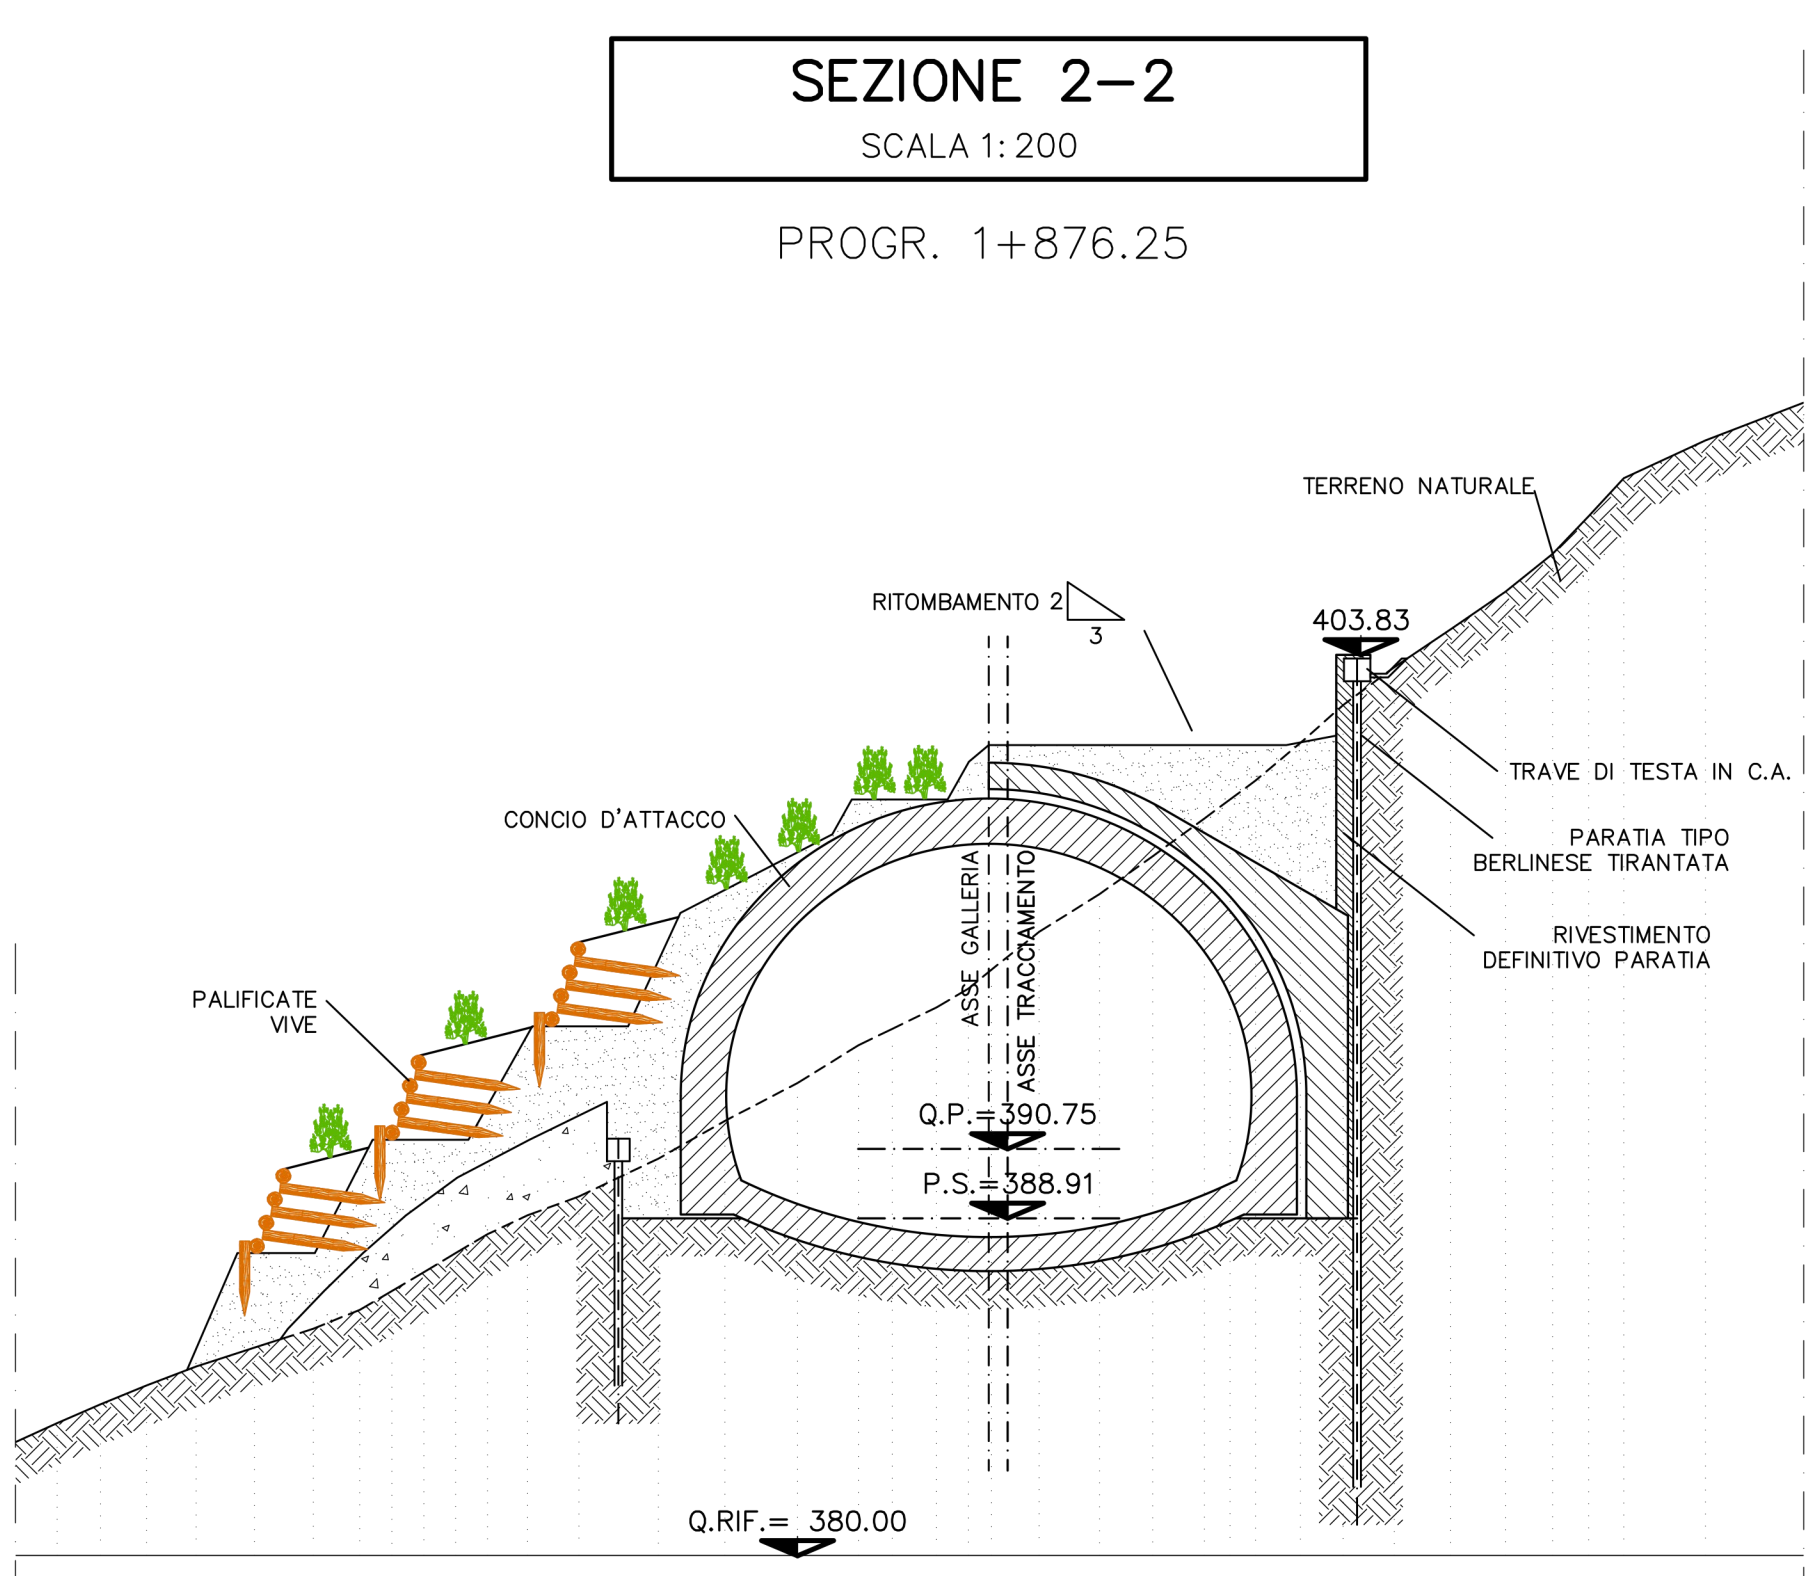 SEZIONE 2-2
SCALA 1:200
PROGR. 1+876.25
TERRENO NATURALE
RITOMBAMENTO 2
3
403.83
TRAVE DI TESTA IN C.A.
CONCIO D'ATTACCO
PARATIA TIPO
BERLINESE TIRANTATA
ASSE GALLERIA
ASSE TRACCIAMENTO
RIVESTIMENTO
DEFINITIVO PARATIA
PALIFICATE
VIVE
Q.P.=390.75
P.S.=388.91
Q.RIF.= 380.00